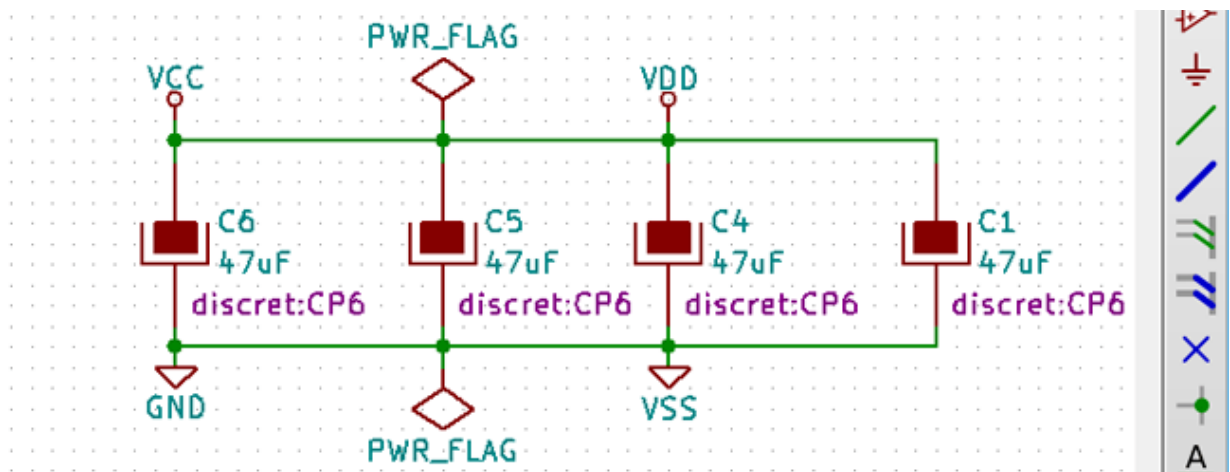 PWR_FLAG
VCC
VDD
C6
47uF
discret:CP6
C5
47uF
discret:CP6
C4
47uF
discret:CP6
C1
47uF
discret:CP6
GND
PWR_FLAG
VSS
A